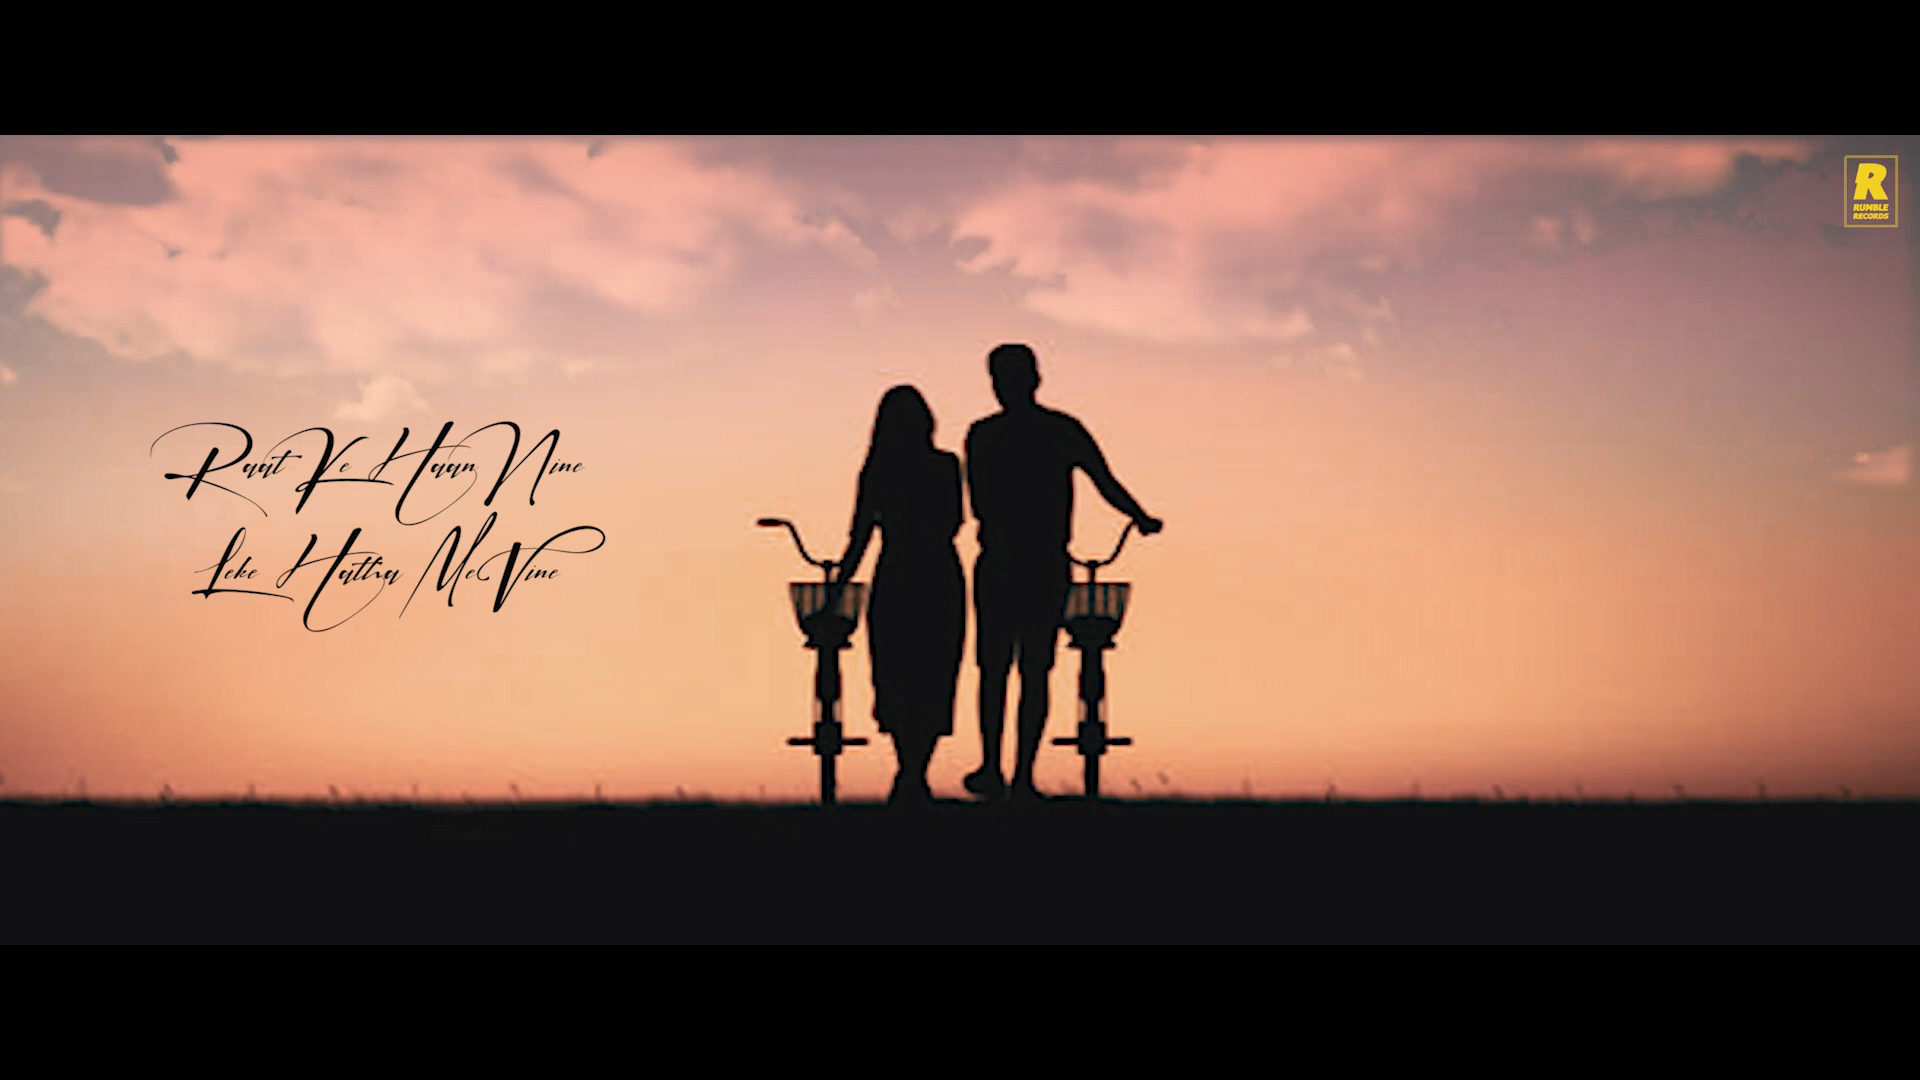 Raat Ke Haan Nine
Leke Hatha Me Vine
R
RUMBLE
RECORDS